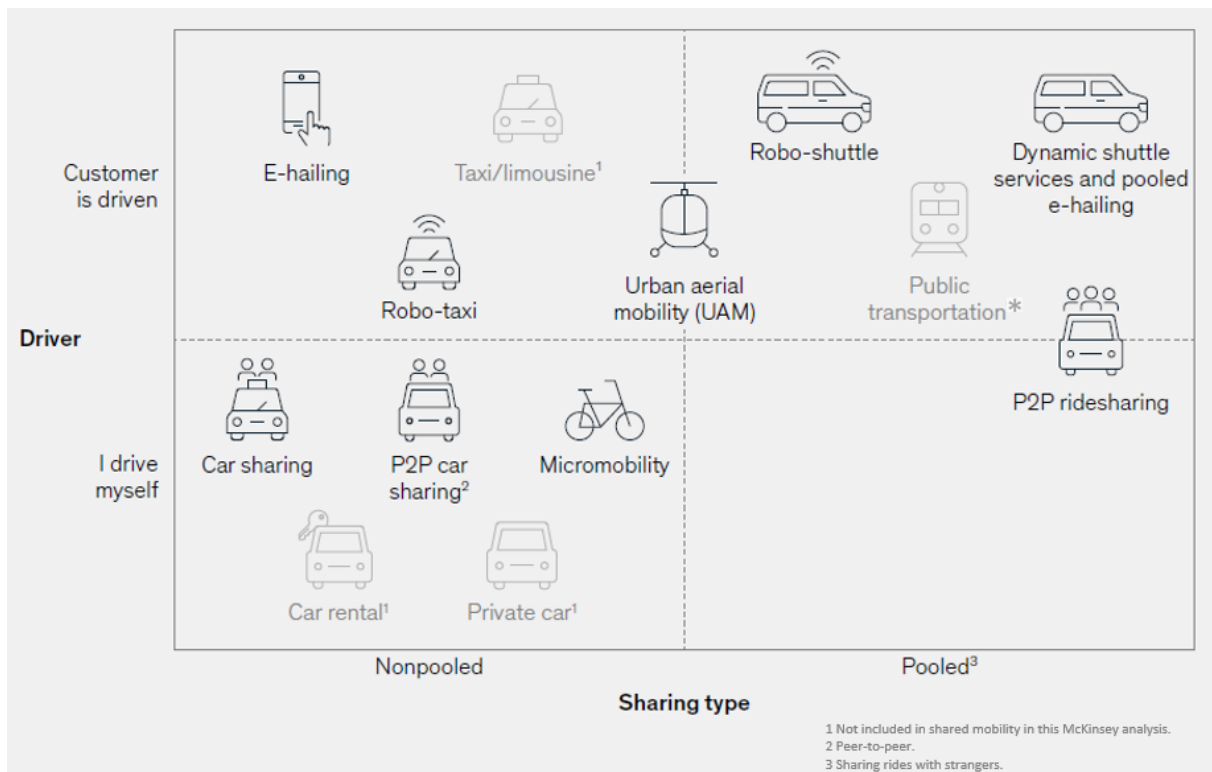 E-hailing
Taxi/limousine¹
Robo-shuttle
Dynamic shuttle
services and pooled
e-hailing
Customer
is driven
Robo-taxi
Urban aerial
mobility (UAM)
Public
transportation*
Driver
P2P ridesharing
Car sharing
P2P car
sharing²
Micromobility
I drive
myself
Car rental¹
Private car¹
Nonpooled
Pooled³
Sharing type
1 Not included in shared mobility in this McKinsey analysis.
2 Peer-to-peer.
3 Sharing rides with strangers.